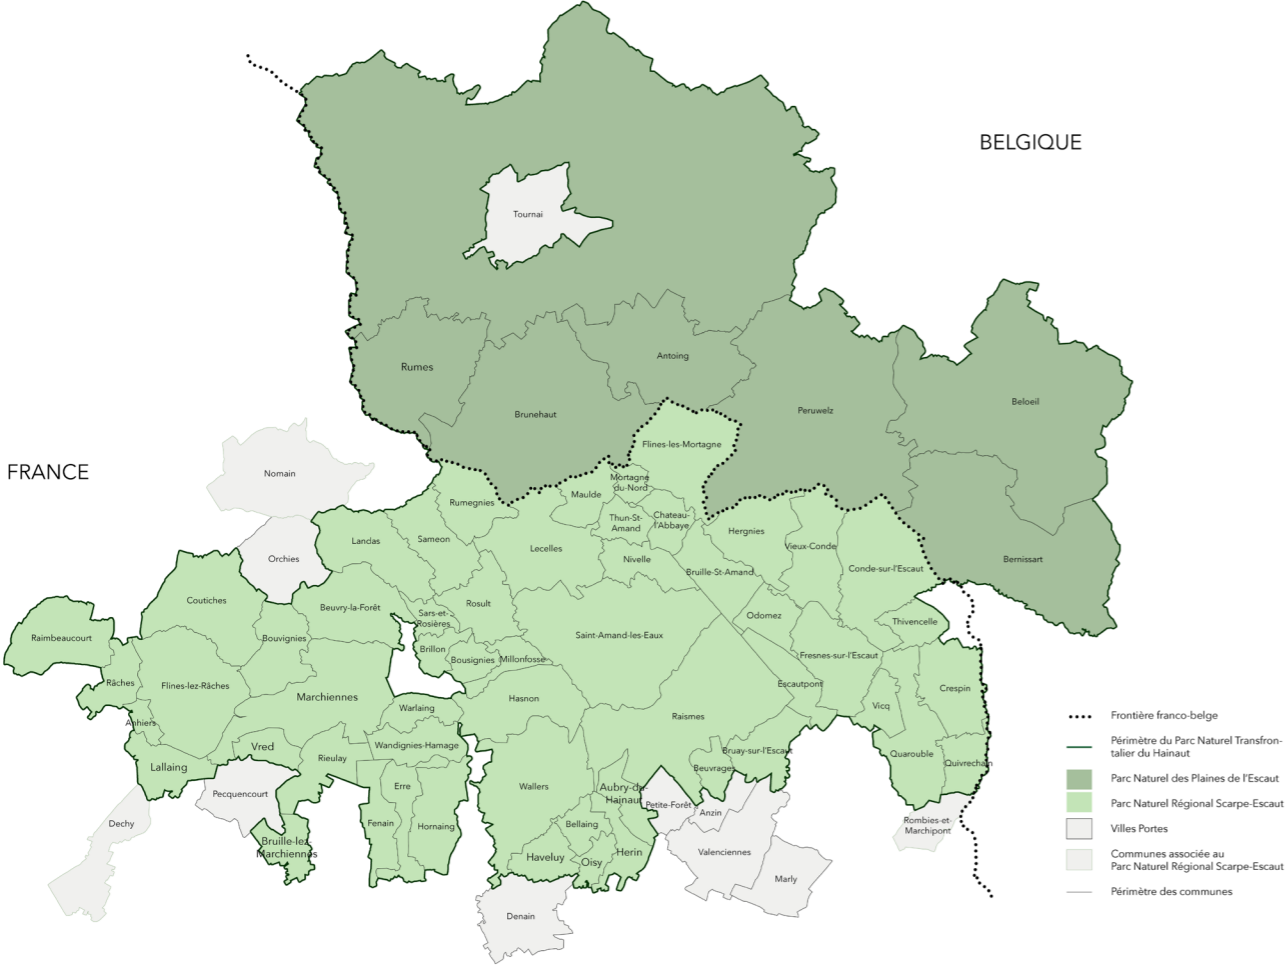 BELGIQUE
Tournai
Antoing
Rumes
Beloeil
Peruwelz
Brunehaut
Flines-les-Mortagne
FRANCE
Nomain
Mortagne
du-Nord
Maulde
Rumegnies
Thun-St-
Amand
Chateau-
l'Abbaye
Hergnies
Landas
Sameon
Lecelles
Vieux-Conde
Orchies
Nivelle
Bernissart
Conde-sur-l'Escaut
Bruille-St-Amand
Coutiches
Beuvry-la-Forêt
Rosult
Sars-et-
Rosières
Odomez
Thivencelle
Raimbeaucourt
Bouvignies
Saint-Amand-les-Eaux
Brillon
Bousignies
Millonfosse
Fresnes-sur-l'Escaut
Râches
Flines-lez-Râches
Escautpont
Crespin
Marchiennes
Hasnon
Warlaing
Vicq
Raismes
Anhiers
Frontière franco-belge
Vred
Wandignies-Hamage
Périmètre du Parc Naturel Transfron-
talier du Hainaut
Rieulay
Bruay-sur-l'Escaut
Quarouble
Lallaing
Beuvrages
Quivrechain
Parc Naturel des Plaines de l'Escaut
Erre
Wallers
Aubry-du-
Hainaut
Pecquencourt
Petite-Forêt
Parc Naturel Régional Scarpe-Escaut
Anzin
Dechy
Fenain
Hornaing
Bellaing
Rombies-et-
Marchipont
Villes Portes
Bruille-lez-
Marchiennes
Haveluy
Oisy
Herin
Valenciennes
Communes associée au
Parc Naturel Régional Scarpe-Escaut
Marly
Périmètre des communes
Denain